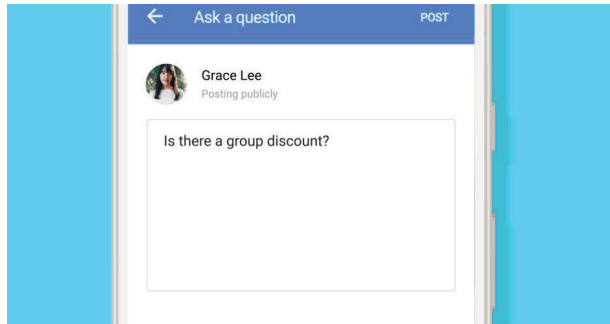 Ask a question POST
Grace Lee
Posting publicly
Is there a group discount?